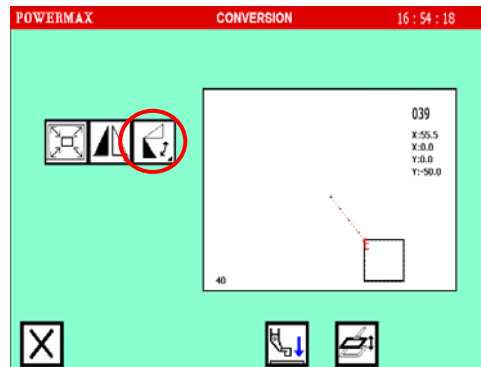 POWERMAX CONVERSION 16 : 54 : 18
039
X:55.5
X:0.0
Y:0.0
Y:-50.0
40